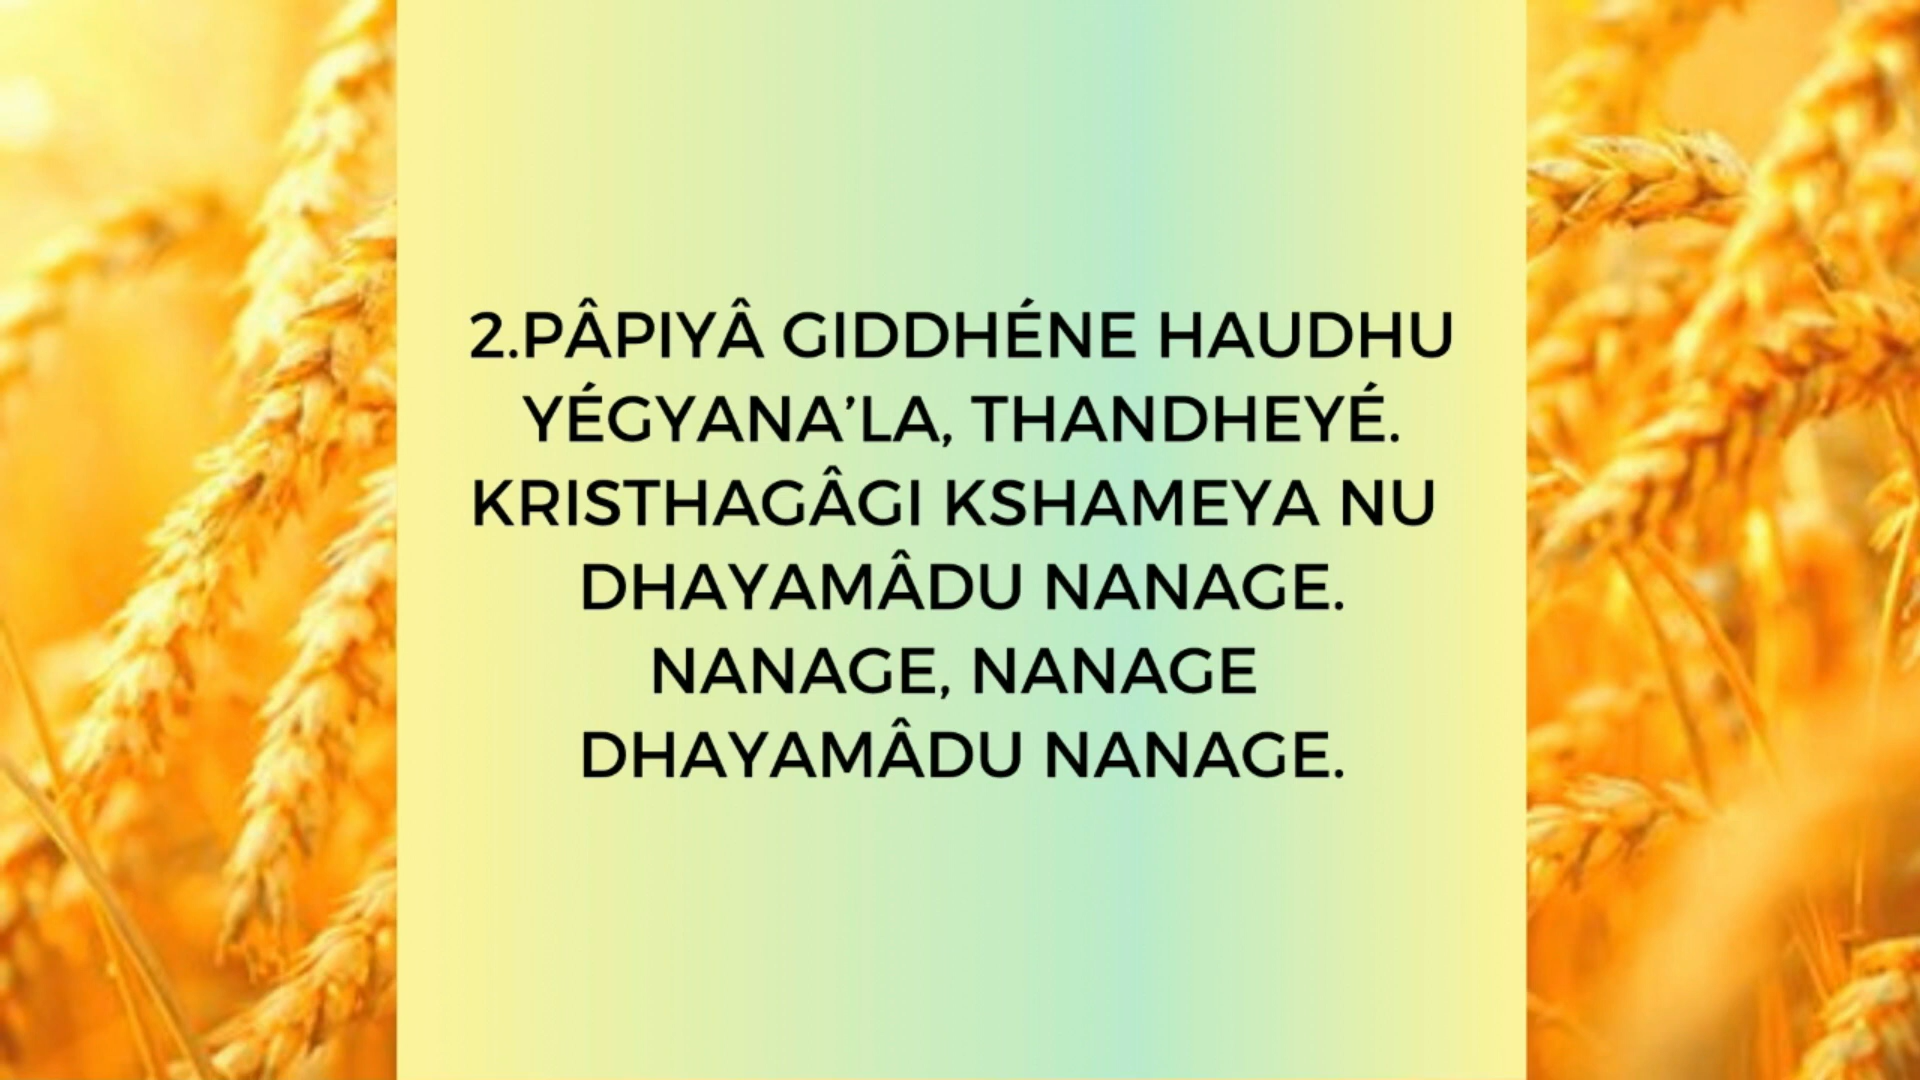 2.PÂPIYÂ GIDDHÉNE HAUDHU
YÉGYANA’LA, THANDHEYÉ.
KRISTHAGÂGI KSHAMEYA NU
DHAYAMÂDU NANAGE.
NANAGE, NANAGE
DHAYAMÂDU NANAGE.